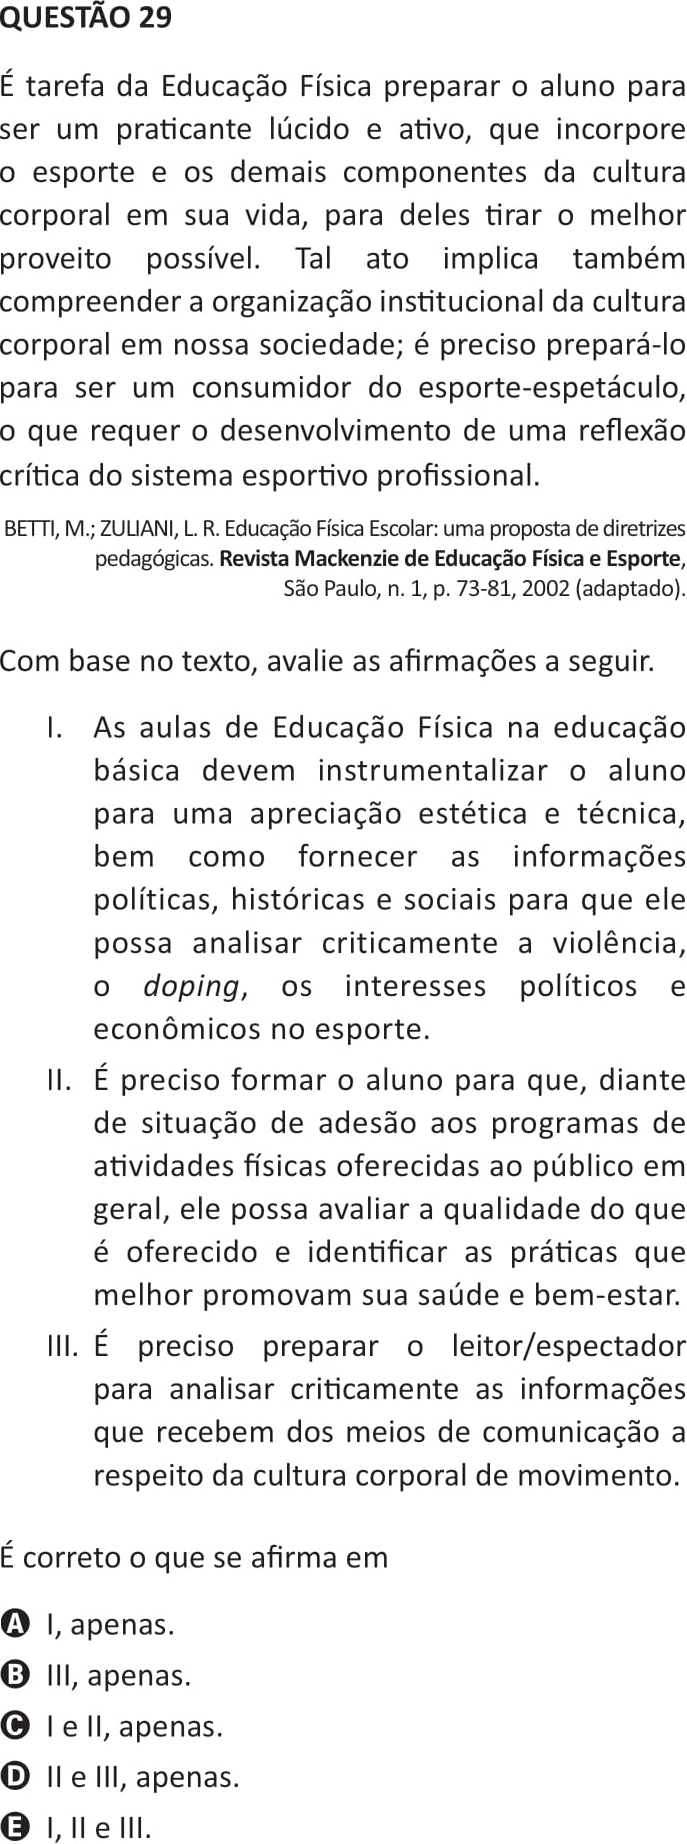 QUESTÃO 29
É tarefa da Educação Física preparar o aluno para
ser um praticante lúcido e ativo, que incorpore
o esporte e os demais componentes da cultura
corporal em sua vida, para deles tirar o melhor
proveito possível. Tal ato implica também
compreender a organização institucional da cultura
corporal em nossa sociedade; é preciso prepará-lo
para ser um consumidor do esporte-espetáculo,
o que requer o desenvolvimento de uma reflexão
crítica do sistema esportivo profissional.
BETTI, M.; ZULIANI, L. R. Educação Física Escolar: uma proposta de diretrizes
pedagógicas. Revista Mackenzie de Educação Física e Esporte,
São Paulo, n. 1, p. 73-81, 2002 (adaptado).
Com base no texto, avalie as afirmações a seguir.
I. As aulas de Educação Física na educação
básica devem instrumentalizar o aluno
para uma apreciação estética e técnica,
bem como fornecer as informações
políticas, históricas e sociais para que ele
possa analisar criticamente a violência,
o doping, os interesses políticos e
econômicos no esporte.
II. É preciso formar o aluno para que, diante
de situação de adesão aos programas de
atividades físicas oferecidas ao público em
geral, ele possa avaliar a qualidade do que
é oferecido e identificar as práticas que
melhor promovam sua saúde e bem-estar.
III. É preciso preparar o leitor/espectador
para analisar criticamente as informações
que recebem dos meios de comunicação a
respeito da cultura corporal de movimento.
É correto o que se afirma em
A I, apenas.
B III, apenas.
C I e II, apenas.
D II e III, apenas.
E I, II e III.